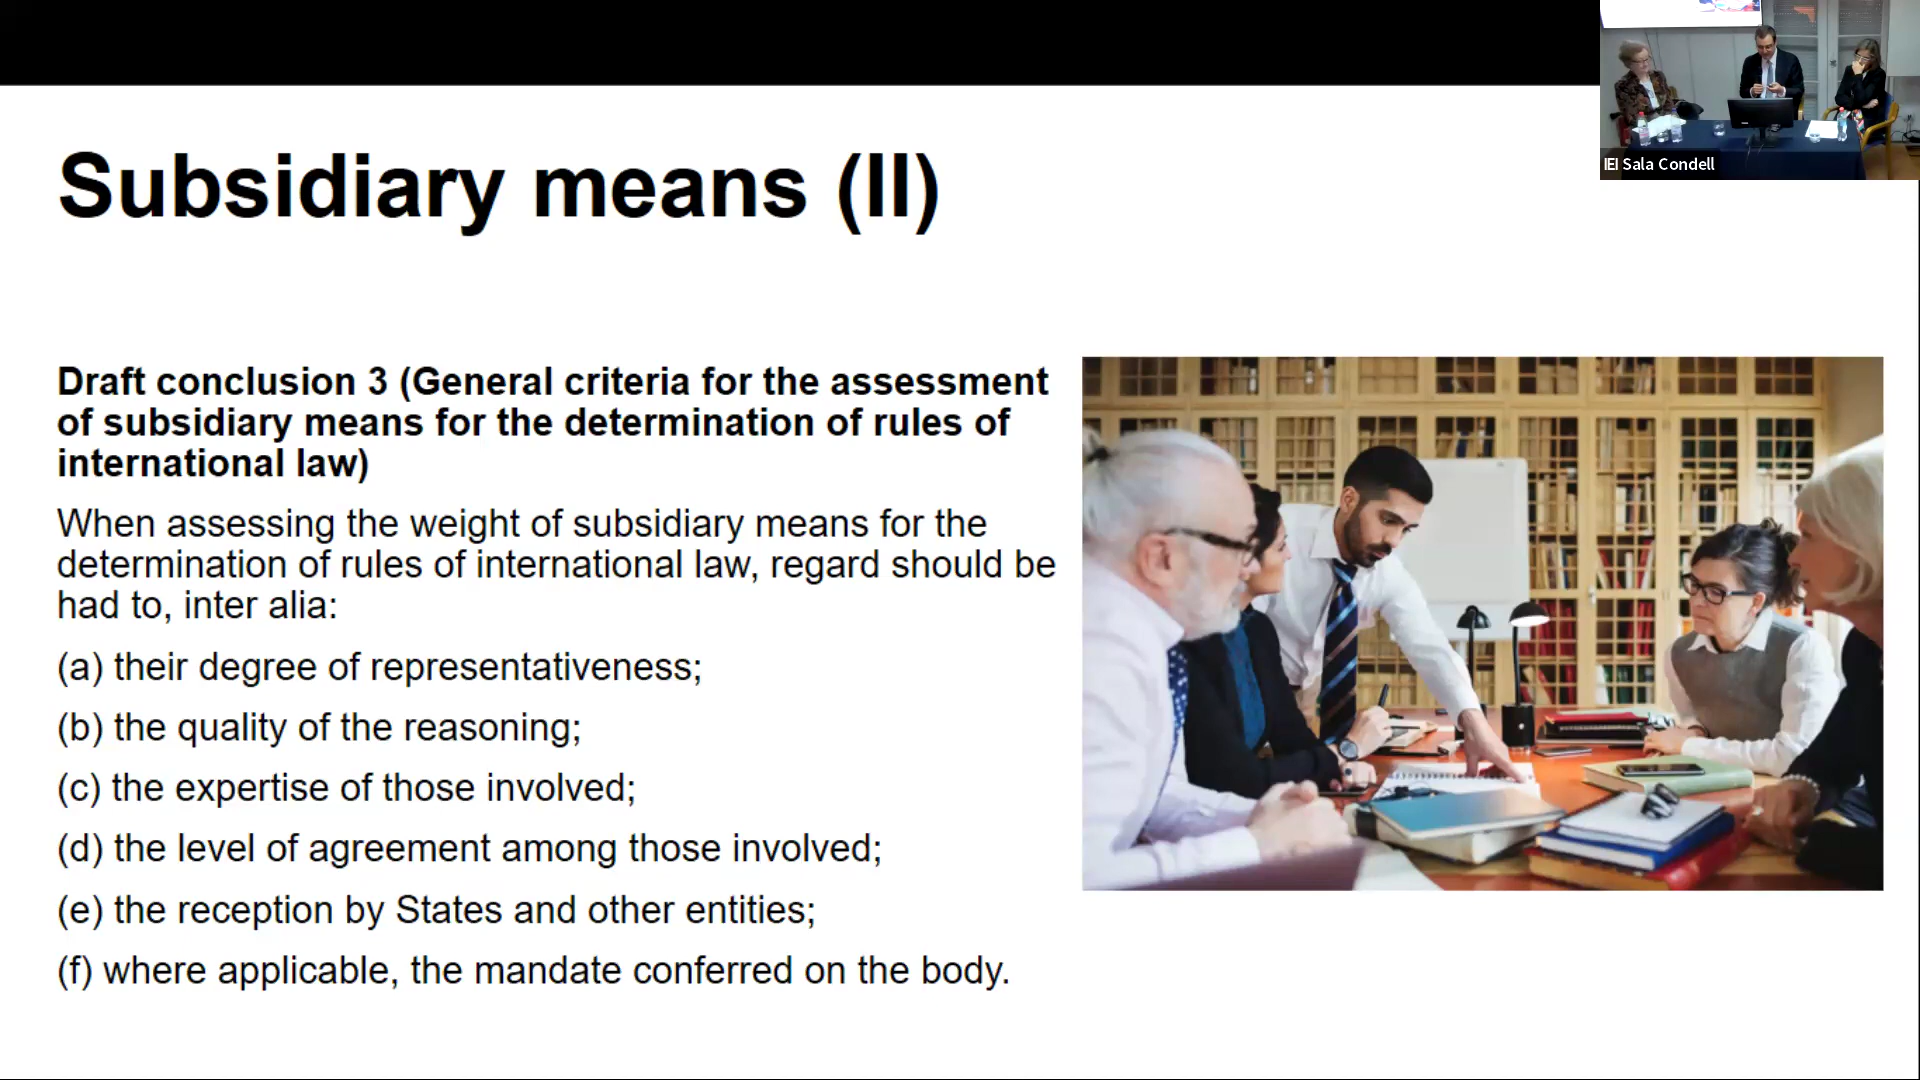 Subsidiary means (II)
IEI Sala Condell
Draft conclusion 3 (General criteria for the assessment
of subsidiary means for the determination of rules of
international law)
When assessing the weight of subsidiary means for the
determination of rules of international law, regard should be
had to, inter alia:
(a) their degree of representativeness;
(b) the quality of the reasoning;
(c) the expertise of those involved;
(d) the level of agreement among those involved;
(e) the reception by States and other entities;
(f) where applicable, the mandate conferred on the body.